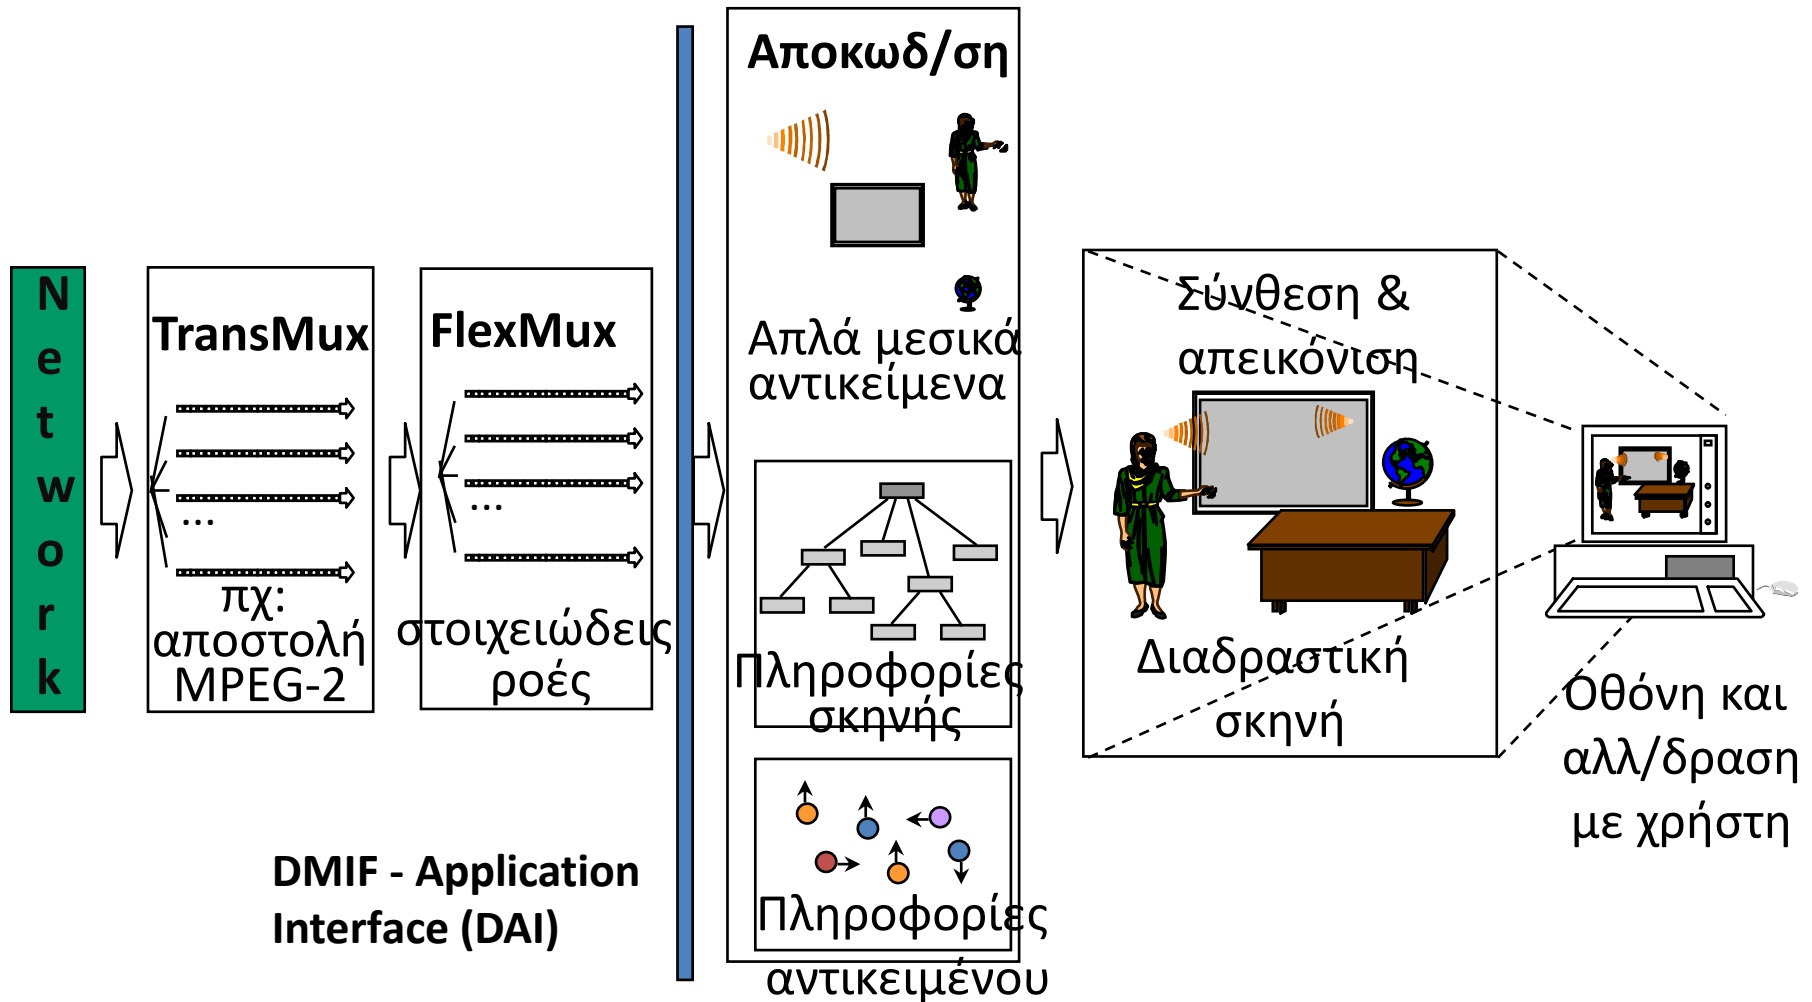 Network
TransMux
...
πχ:
αποστολή
MPEG-2
FlexMux
...
στοιχειώδεις
ροές
DMIF - Application
Interface (DAI)
Αποκωδ/ση
Απλά μεσικά
αντικείμενα
Πληροφορίες
σκηνής
Πληροφορίες
αντικειμένου
Σύνθεση &
απεικόνιση
Διαδραστική
σκηνή
Οθόνη και
αλλ/δραση
με χρήστη